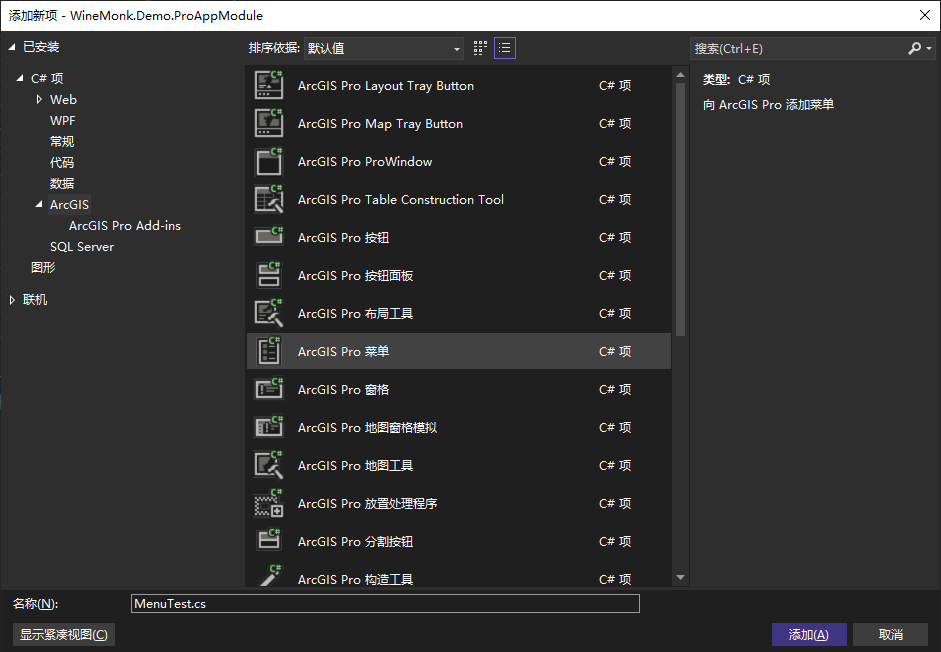 添加新项 - WineMonk.Demo.ProAppModule
已安装
C# 项
Web
WPF
常规
代码
数据
ArcGIS
ArcGIS Pro Add-ins
SQL Server
图形
联机
排序依据: 默认值
ArcGIS Pro Layout Tray Button C# 项
ArcGIS Pro Map Tray Button C# 项
ArcGIS Pro ProWindow C# 项
ArcGIS Pro Table Construction Tool C# 项
ArcGIS Pro 按钮 C# 项
ArcGIS Pro 按钮面板 C# 项
ArcGIS Pro 布局工具 C# 项
ArcGIS Pro 菜单 C# 项
ArcGIS Pro 窗格 C# 项
ArcGIS Pro 地图窗格模拟 C# 项
ArcGIS Pro 地图工具 C# 项
ArcGIS Pro 放置处理程序 C# 项
ArcGIS Pro 分割按钮 C# 项
ArcGIS Pro 构造工具 C# 项
搜索(Ctrl+E)
类型: C# 项
向 ArcGIS Pro 添加菜单
名称(N): MenuTest.cs
显示紧凑视图(C)
添加(A)
取消